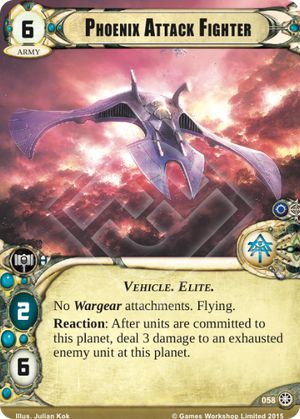 6
ARMY
PHOENIX ATTACK FIGHTER
VEHICLE. ELITE.
No Wargear attachments. Flying.
Reaction: After units are committed to
this planet, deal 3 damage to an exhausted
enemy unit at this planet.
2
6
058
Illus. Julian Kok
© Games Workshop Limited 2015